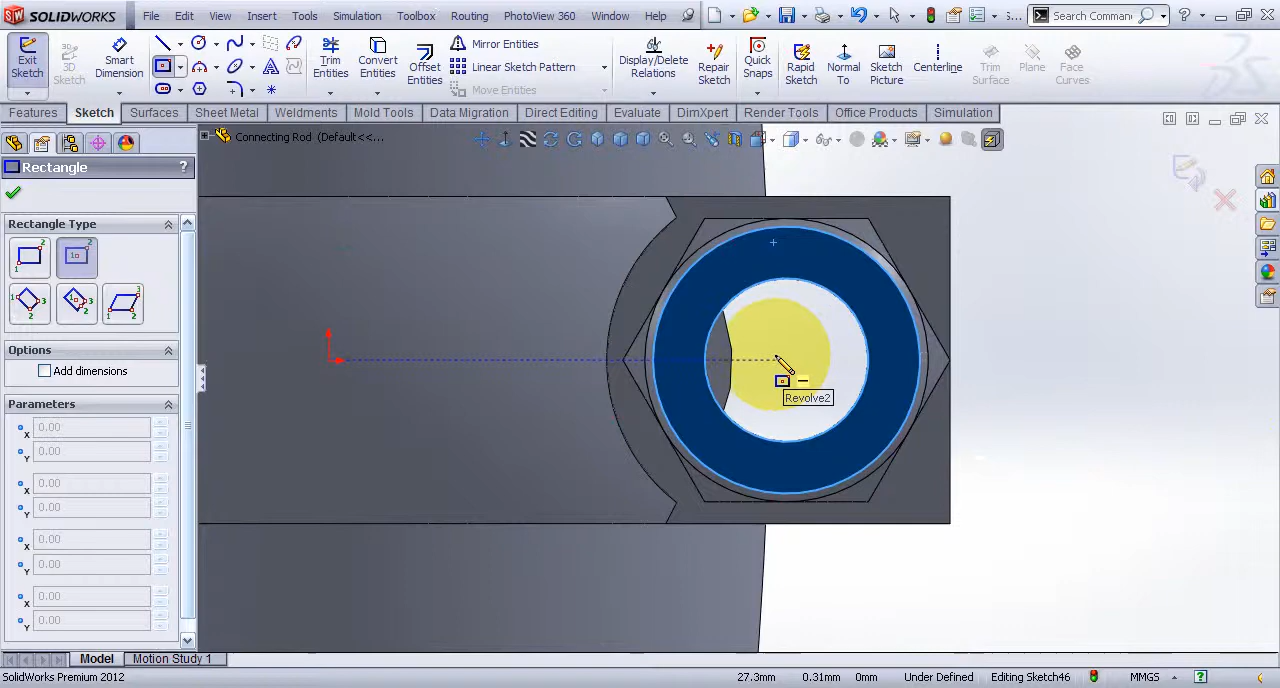 SOLIDWORKS File Edit View Insert Tools Simulation Toolbox Routing PhotoView 360 Window Help S... Search Comman ?
Exit Sketch 3D Sketch Smart Dimension Trim Entities Convert Entities Offset Entities Mirror Entities Linear Sketch Pattern Move Entities Display/Delete Relations Repair Sketch Quick Snaps Rapid Sketch Normal To Sketch Picture Centerline Trim Surface Plane Face Curves
Features Sketch Surfaces Sheet Metal Weldments Mold Tools Data Migration Direct Editing Evaluate DimXpert Render Tools Office Products Simulation
Connecting Rod (Default<<...
Rectangle ?
Rectangle Type
Options
Add dimensions
Parameters
X 0.00
Y 0.00
X 0.00
Y 0.00
X 0.00
Y 0.00
X 0.00
Y 0.00
Revolve2
Model Motion Study 1
SolidWorks Premium 2012 27.3mm 0.31mm 0mm Under Defined Editing Sketch46 MMGS ?